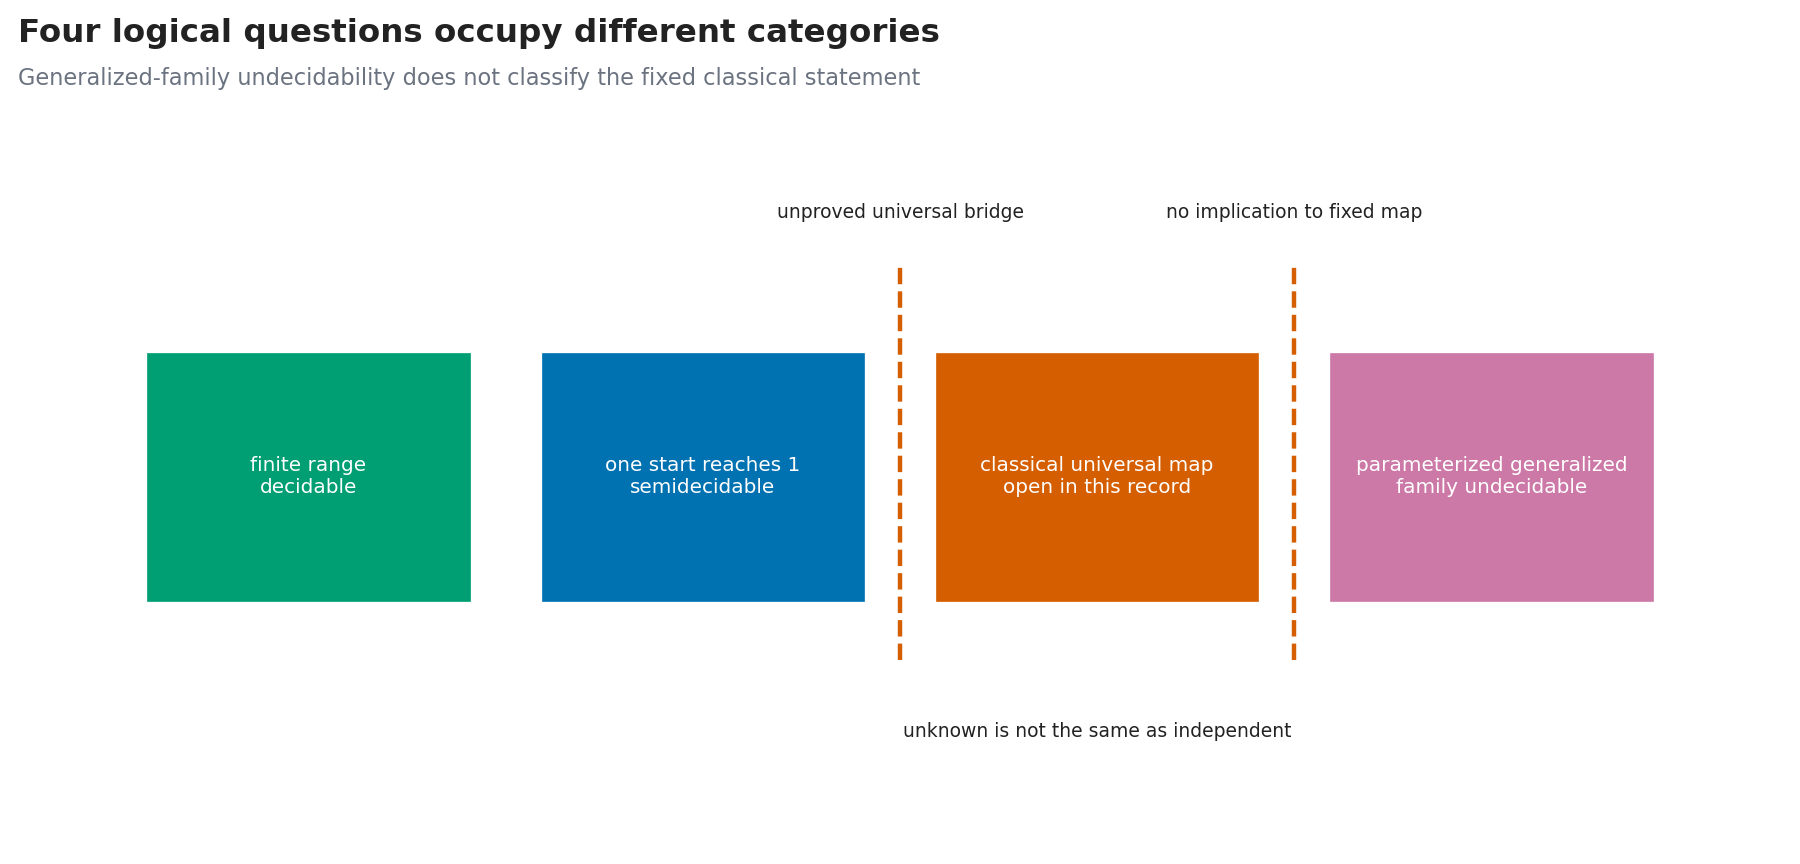 Four logical questions occupy different categories
Generalized-family undecidability does not classify the fixed classical statement
unproved universal bridge
no implication to fixed map
finite range
decidable
one start reaches 1
semidecidable
classical universal map
open in this record
parameterized generalized
family undecidable
unknown is not the same as independent